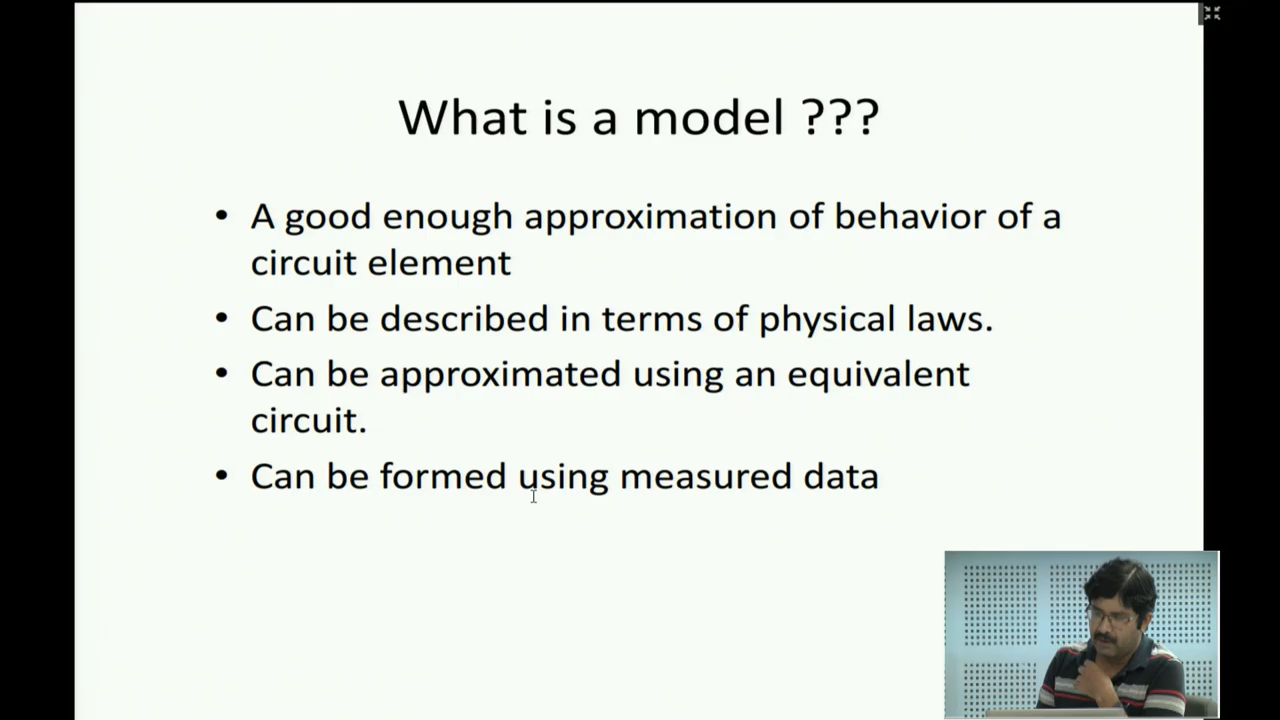 What is a model ???
• A good enough approximation of behavior of a
circuit element
• Can be described in terms of physical laws.
• Can be approximated using an equivalent
circuit.
• Can be formed using measured data